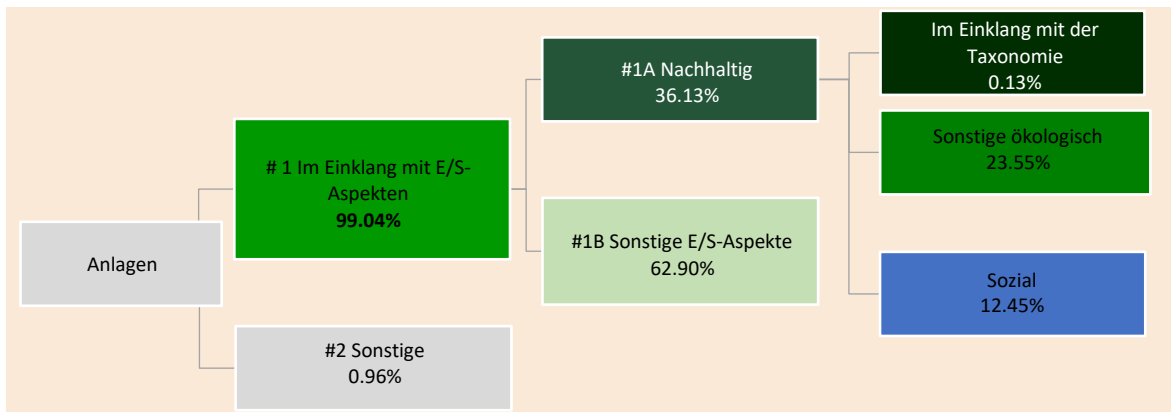 Anlagen
# 1 Im Einklang mit E/S-
Aspekten
99.04%
#2 Sonstige
0.96%
#1A Nachhaltig
36.13%
#1B Sonstige E/S-Aspekte
62.90%
Im Einklang mit der
Taxonomie
0.13%
Sonstige ökologisch
23.55%
Sozial
12.45%